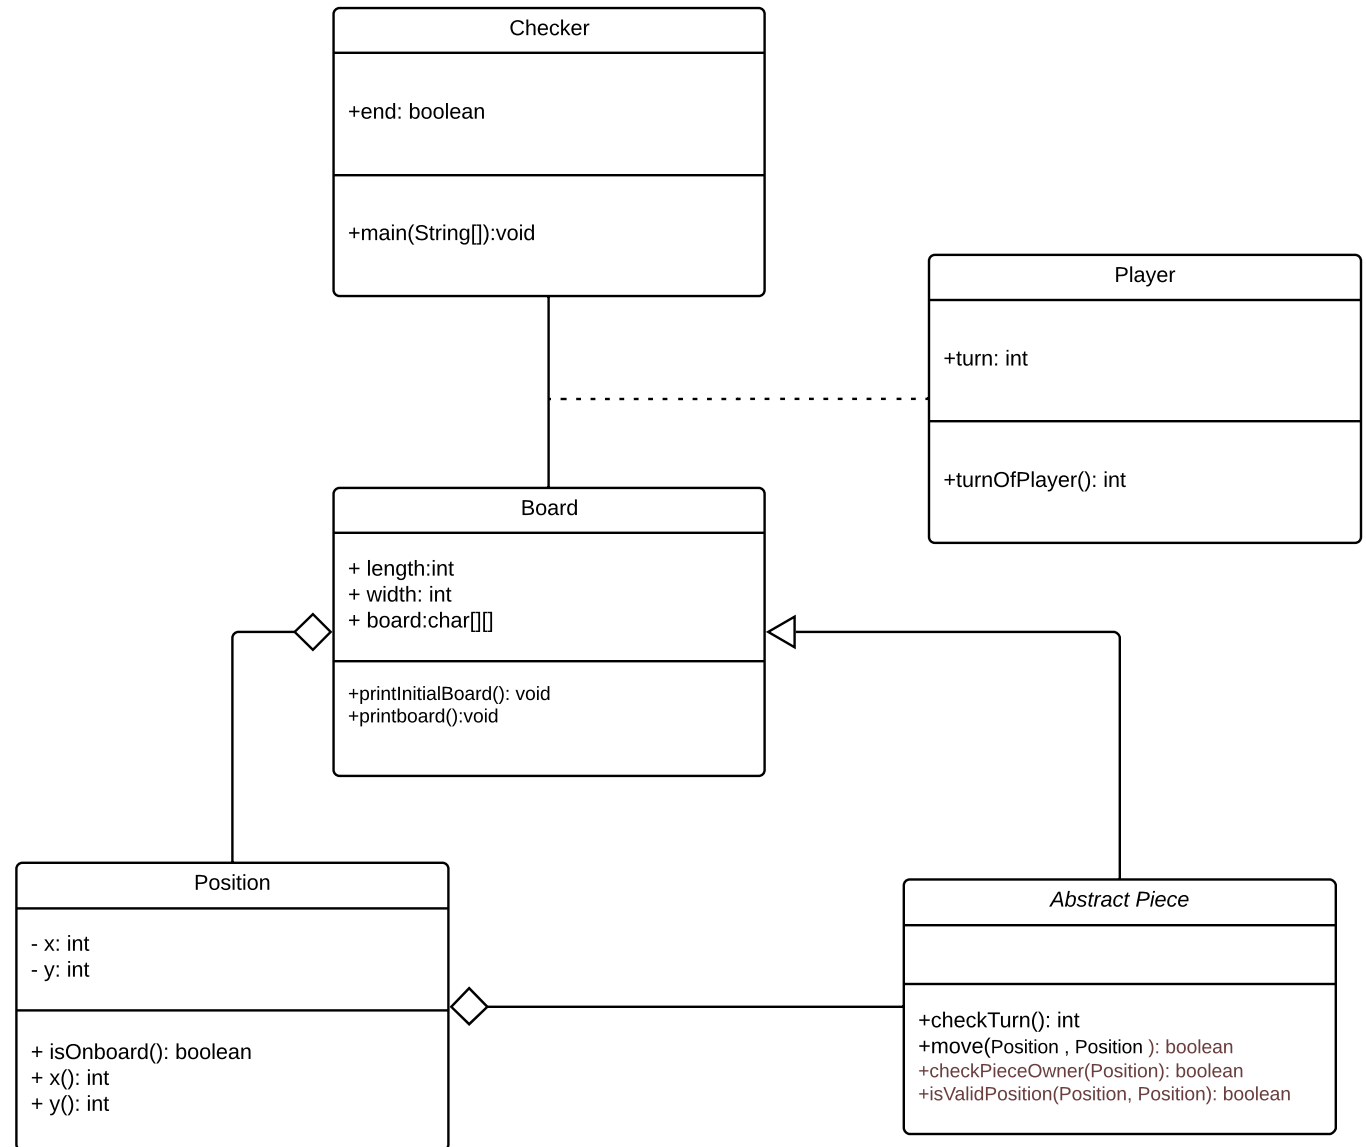 Checker
+end: boolean
+main(String[]):void
Player
+turn: int
+turnOfPlayer(): int
Board
+ length:int
+ width: int
+ board:char[][]
+printInitialBoard(): void
+printboard():void
Position
- x: int
- y: int
+ isOnboard(): boolean
+ x(): int
+ y(): int
Abstract Piece
+checkTurn(): int
+move(Position , Position ): boolean
+checkPieceOwner(Position): boolean
+isValidPosition(Position, Position): boolean